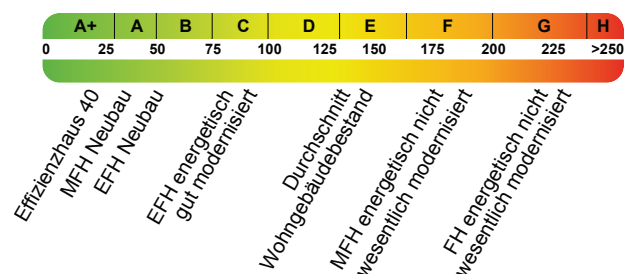 A+ A B C D E F G H
0 25 50 75 100 125 150 175 200 225 >250
Effizienzhaus 40
MFH Neubau
EFH Neubau
EFH energetisch
gut modernisiert
Durchschnitt
Wohngebäudebestand
MFH energetisch nicht
wesentlich modernisiert
FH energetisch nicht
wesentlich modernisiert